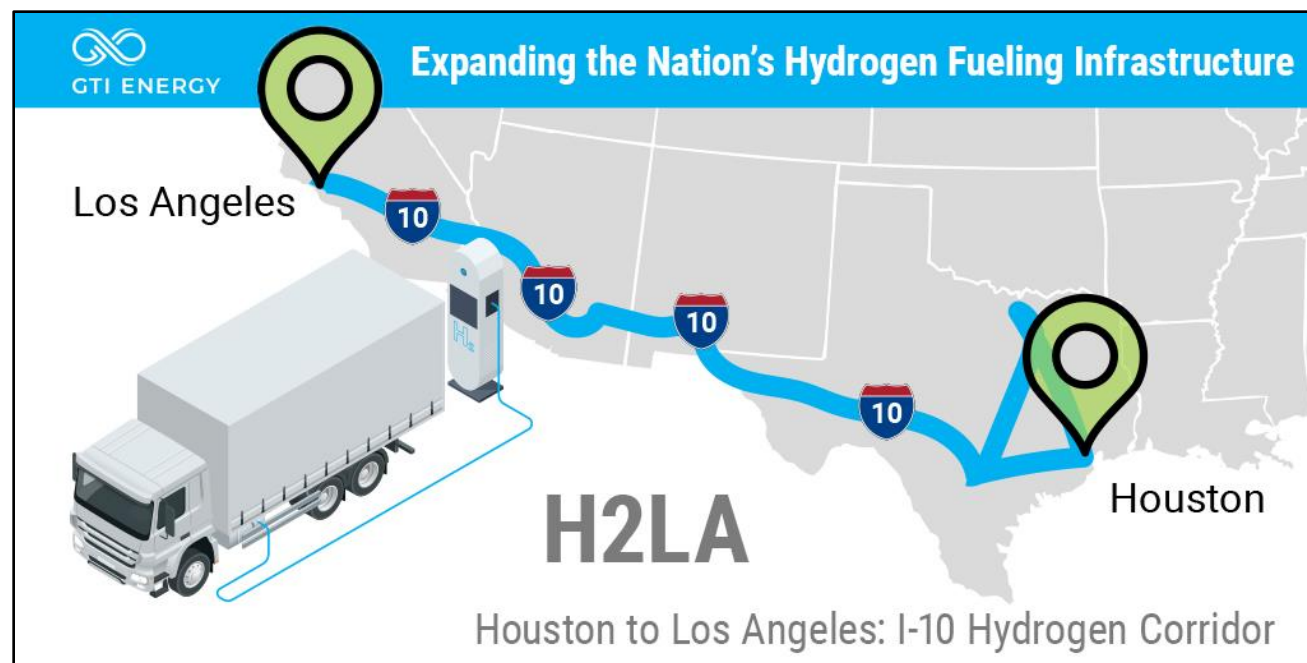 GTI ENERGY
Expanding the Nation's Hydrogen Fueling Infrastructure
Los Angeles
10
10
10
10
H2
Houston
H2LA
Houston to Los Angeles: I-10 Hydrogen Corridor